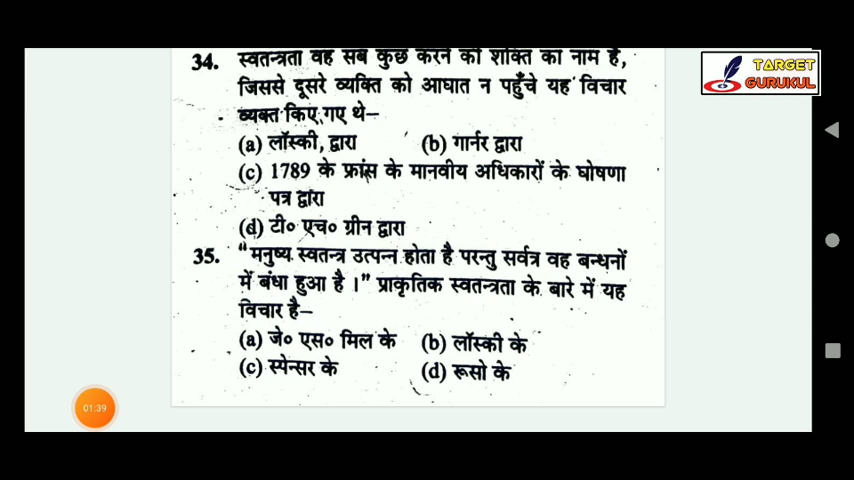 34. स्वतन्त्रता वह सब कुछ करने की शक्ति का नाम है,
जिससे दूसरे व्यक्ति को आघात न पहुँचे यह विचार
व्यक्त किए गए थे–
(a) लॉस्की, द्वारा (b) गार्नर द्वारा
(c) 1789 के फ्रांस के मानवीय अधिकारों के घोषणा
पत्र द्वारा
(d) टी० एच० ग्रीन द्वारा
35. “मनुष्य स्वतन्त्र उत्पन्न होता है परन्तु सर्वत्र वह बन्धनों
में बंधा हुआ है।” प्राकृतिक स्वतन्त्रता के बारे में यह
विचार है–
(a) जे० एस० मिल के (b) लॉस्की के
(c) स्पेन्सर के (d) रूसो के
TARGET
GURUKUL
01:39